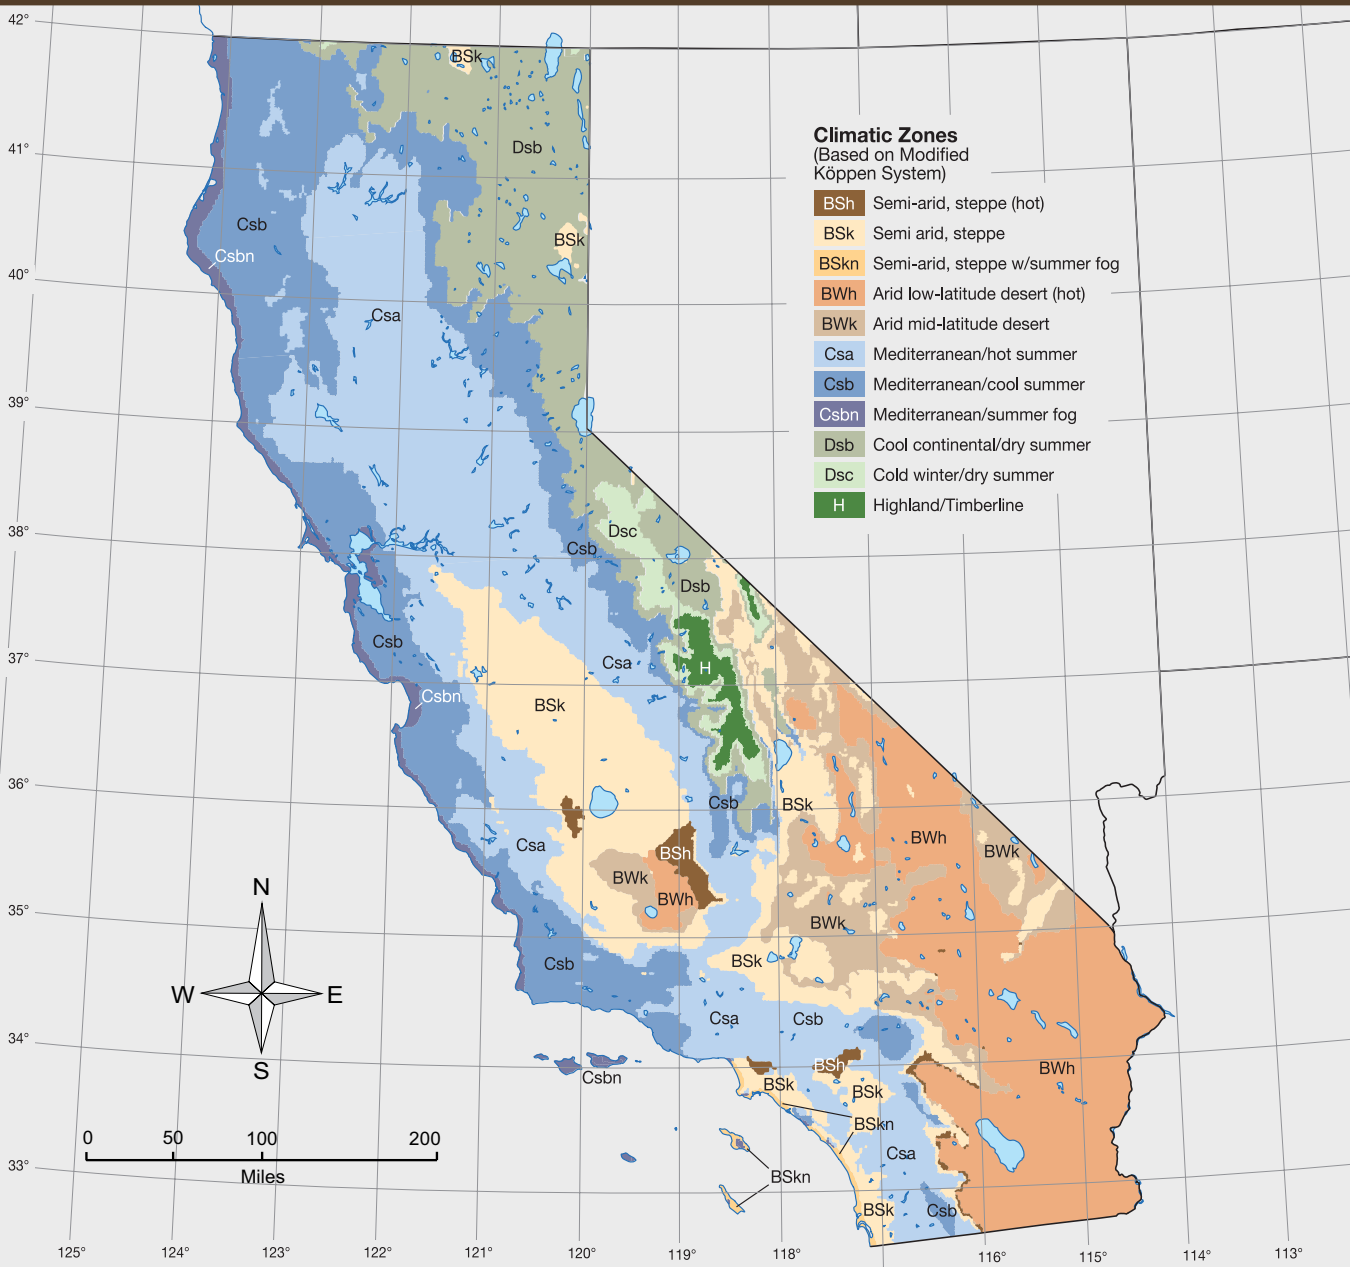 42°
BSk
41°
Dsb
Climatic Zones
(Based on Modified
Köppen System)
BSh Semi-arid, steppe (hot)
BSk Semi arid, steppe
BSkn Semi-arid, steppe w/summer fog
BWh Arid low-latitude desert (hot)
BWk Arid mid-latitude desert
Csa Mediterranean/hot summer
Csb Mediterranean/cool summer
Csbn Mediterranean/summer fog
Dsb Cool continental/dry summer
Dsc Cold winter/dry summer
H Highland/Timberline
Csb
BSk
Csbn
40°
Csa
39°
38°
Dsc
Csb
Dsb
Csb
37°
Csa
H
Csbn
BSk
36°
Csb
BSk
Csa
BWh
BSh
BWk
BWk
BWh
N
35°
BWk
Csb
BSk
W
E
Csa
Csb
34°
S
BSh
BWh
Csbn
BSk
BSk
BSkn
0 50 100 200
Miles
Csa
33°
BSkn
BSk
Csb
125° 124° 123° 122° 121° 120° 119° 118° 116° 115° 114° 113°